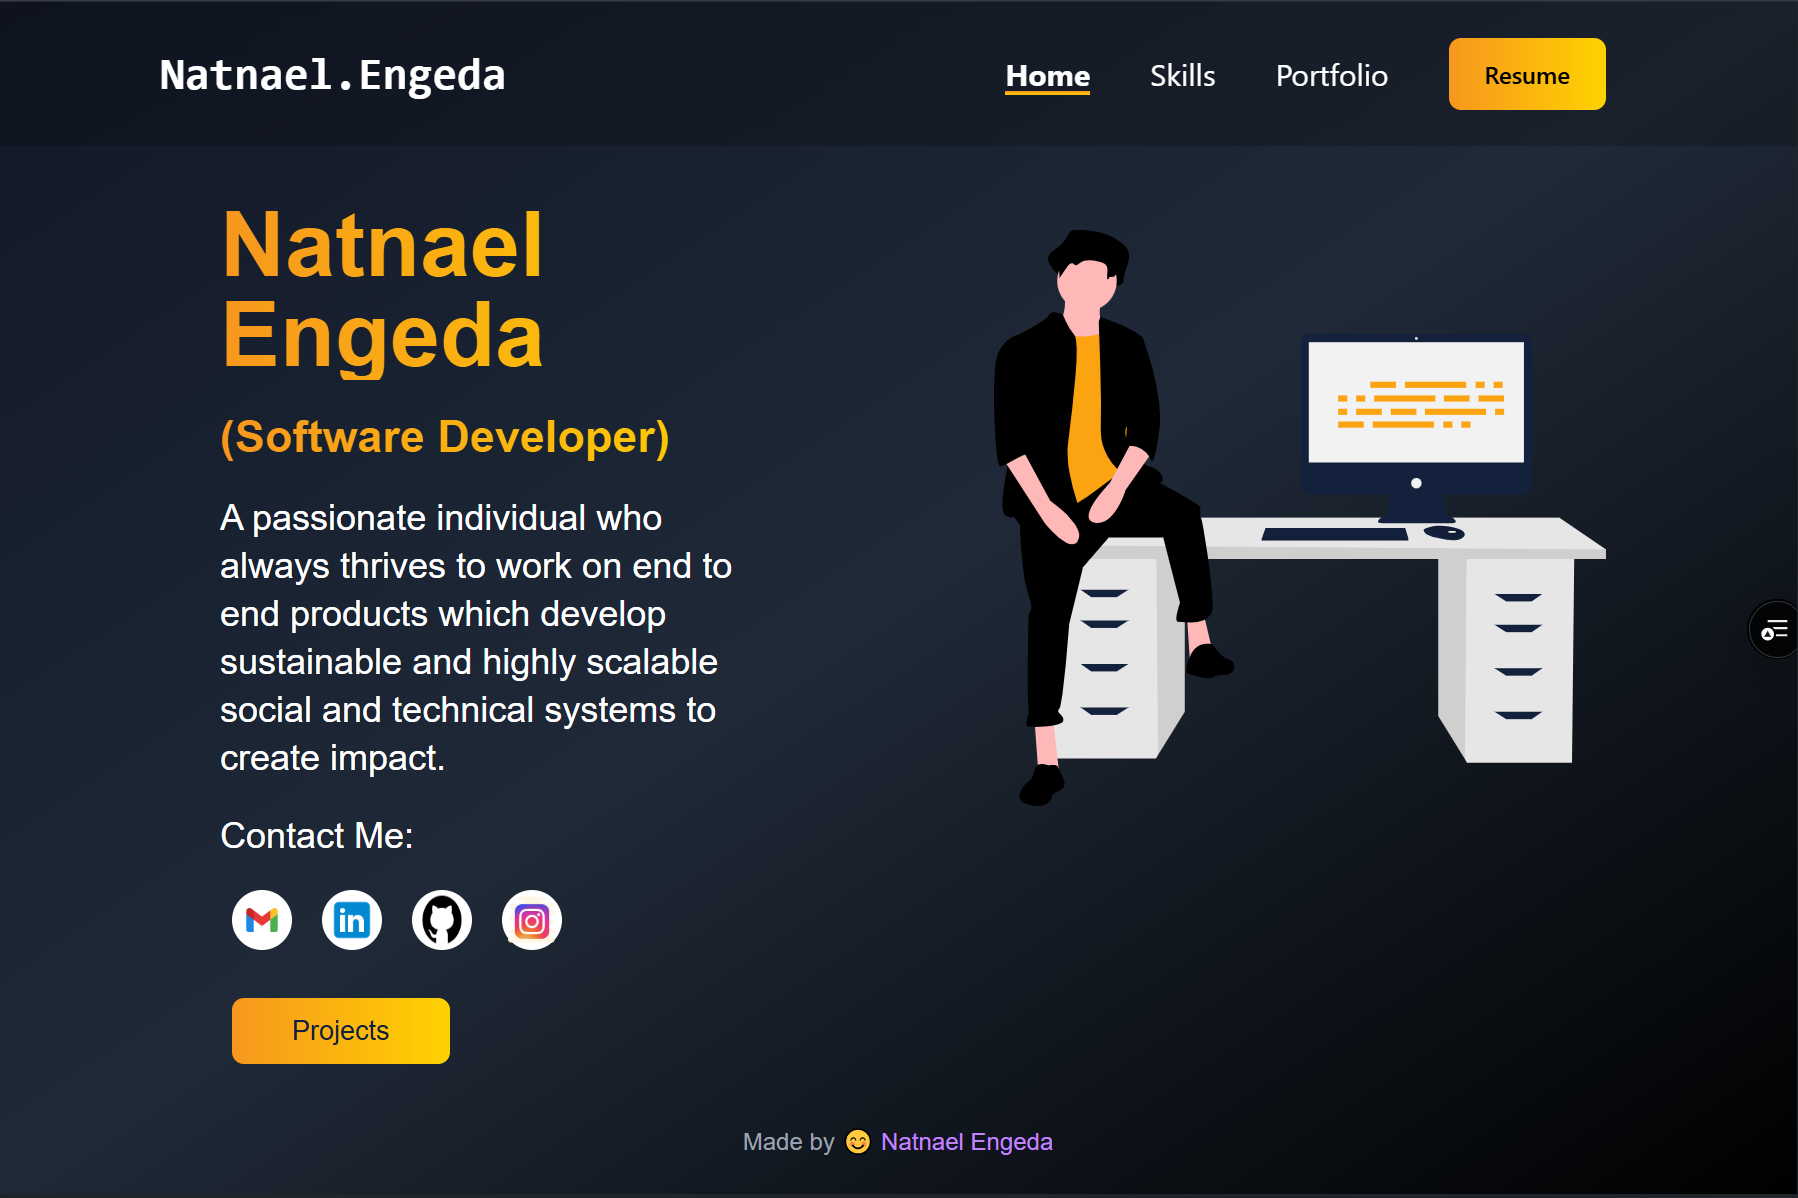 Natnael.Engeda
Home Skills Portfolio Resume
Natnael
Engeda
(Software Developer)
A passionate individual who
always thrives to work on end to
end products which develop
sustainable and highly scalable
social and technical systems to
create impact.
Contact Me:
in
Projects
Made by 😊 Natnael Engeda